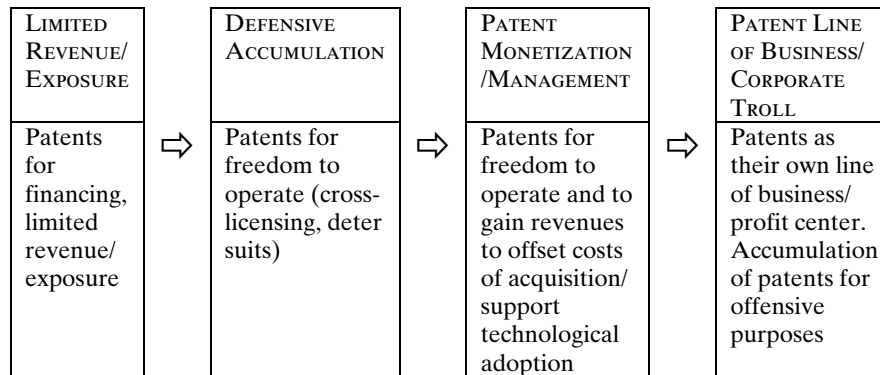 LIMITED
REVENUE/
EXPOSURE
Patents
for
financing,
limited
revenue/
exposure
⇨
DEFENSIVE
ACCUMULATION
Patents for
freedom to
operate (cross-
licensing, deter
suits)
⇨
PATENT
MONETIZATION
/MANAGEMENT
Patents for
freedom to
operate and to
gain revenues
to offset costs
of acquisition/
support
technological
adoption
⇨
PATENT LINE
OF BUSINESS/
CORPORATE
TROLL
Patents as
their own line
of business/
profit center.
Accumulation
of patents for
offensive
purposes